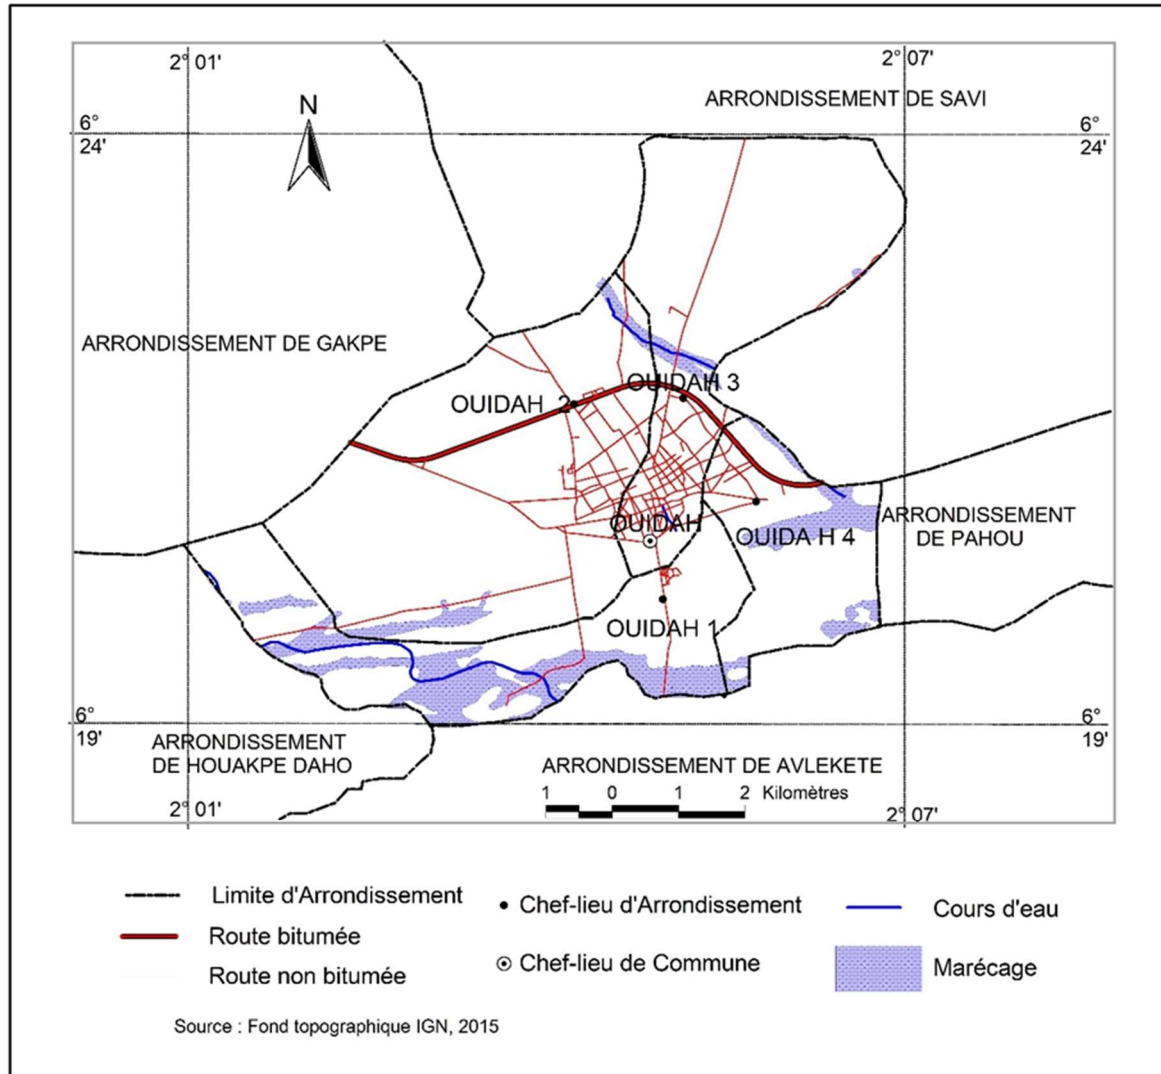 2° 01'
2° 07'
N
ARRONDISSEMENT DE SAVI
6°
24'
6°
24'
ARRONDISSEMENT DE GAKPE
OUIDAH 3
OUIDAH 2
OUIDAH
ARRONDISSEMENT
DE PAHOU
OUIDA H 4
OUIDAH 1
6°
19'
6°
19'
ARRONDISSEMENT
DE HOUAKPE DAHO
ARRONDISSEMENT DE AVLEKETE
1 0 1 2 Kilomètres
2° 01'
2° 07'
Limite d'Arrondissement
Route bitumée
Route non bitumée
Chef-lieu d'Arrondissement
Chef-lieu de Commune
Cours d'eau
Marécage
Source : Fond topographique IGN, 2015